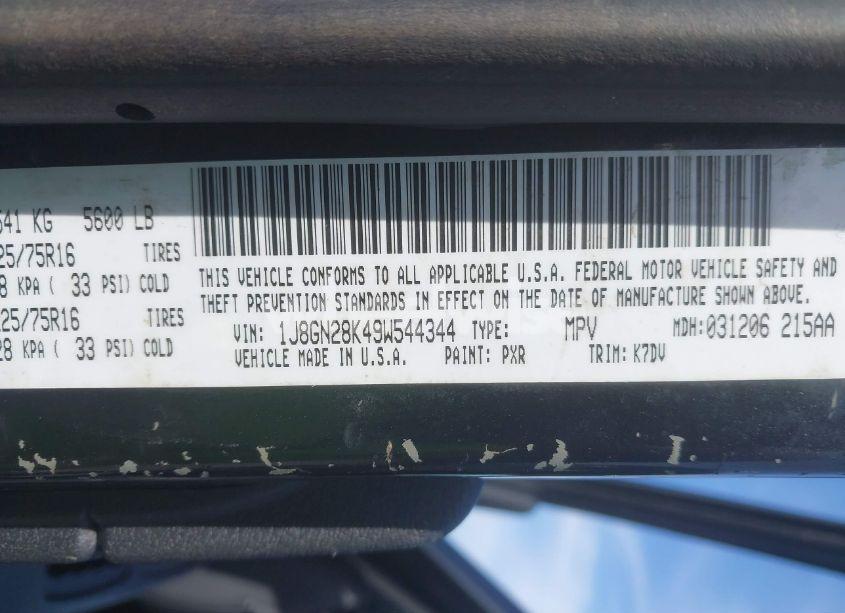 541 KG 5600 LB
25/75R16 TIRES
8 KPA ( 33 PSI) COLD
25/75R16 TIRES
28 KPA ( 33 PSI) COLD
THIS VEHICLE CONFORMS TO ALL APPLICABLE U.S.A. FEDERAL MOTOR VEHICLE SAFETY AND
THEFT PREVENTION STANDARDS IN EFFECT ON THE DATE OF MANUFACTURE SHOWN ABOVE.
VIN: 1J8GN28K49W544344 TYPE: MPV MDH: 031206 215AA
VEHICLE MADE IN U.S.A. PAINT: PXR TRIM: K7DV